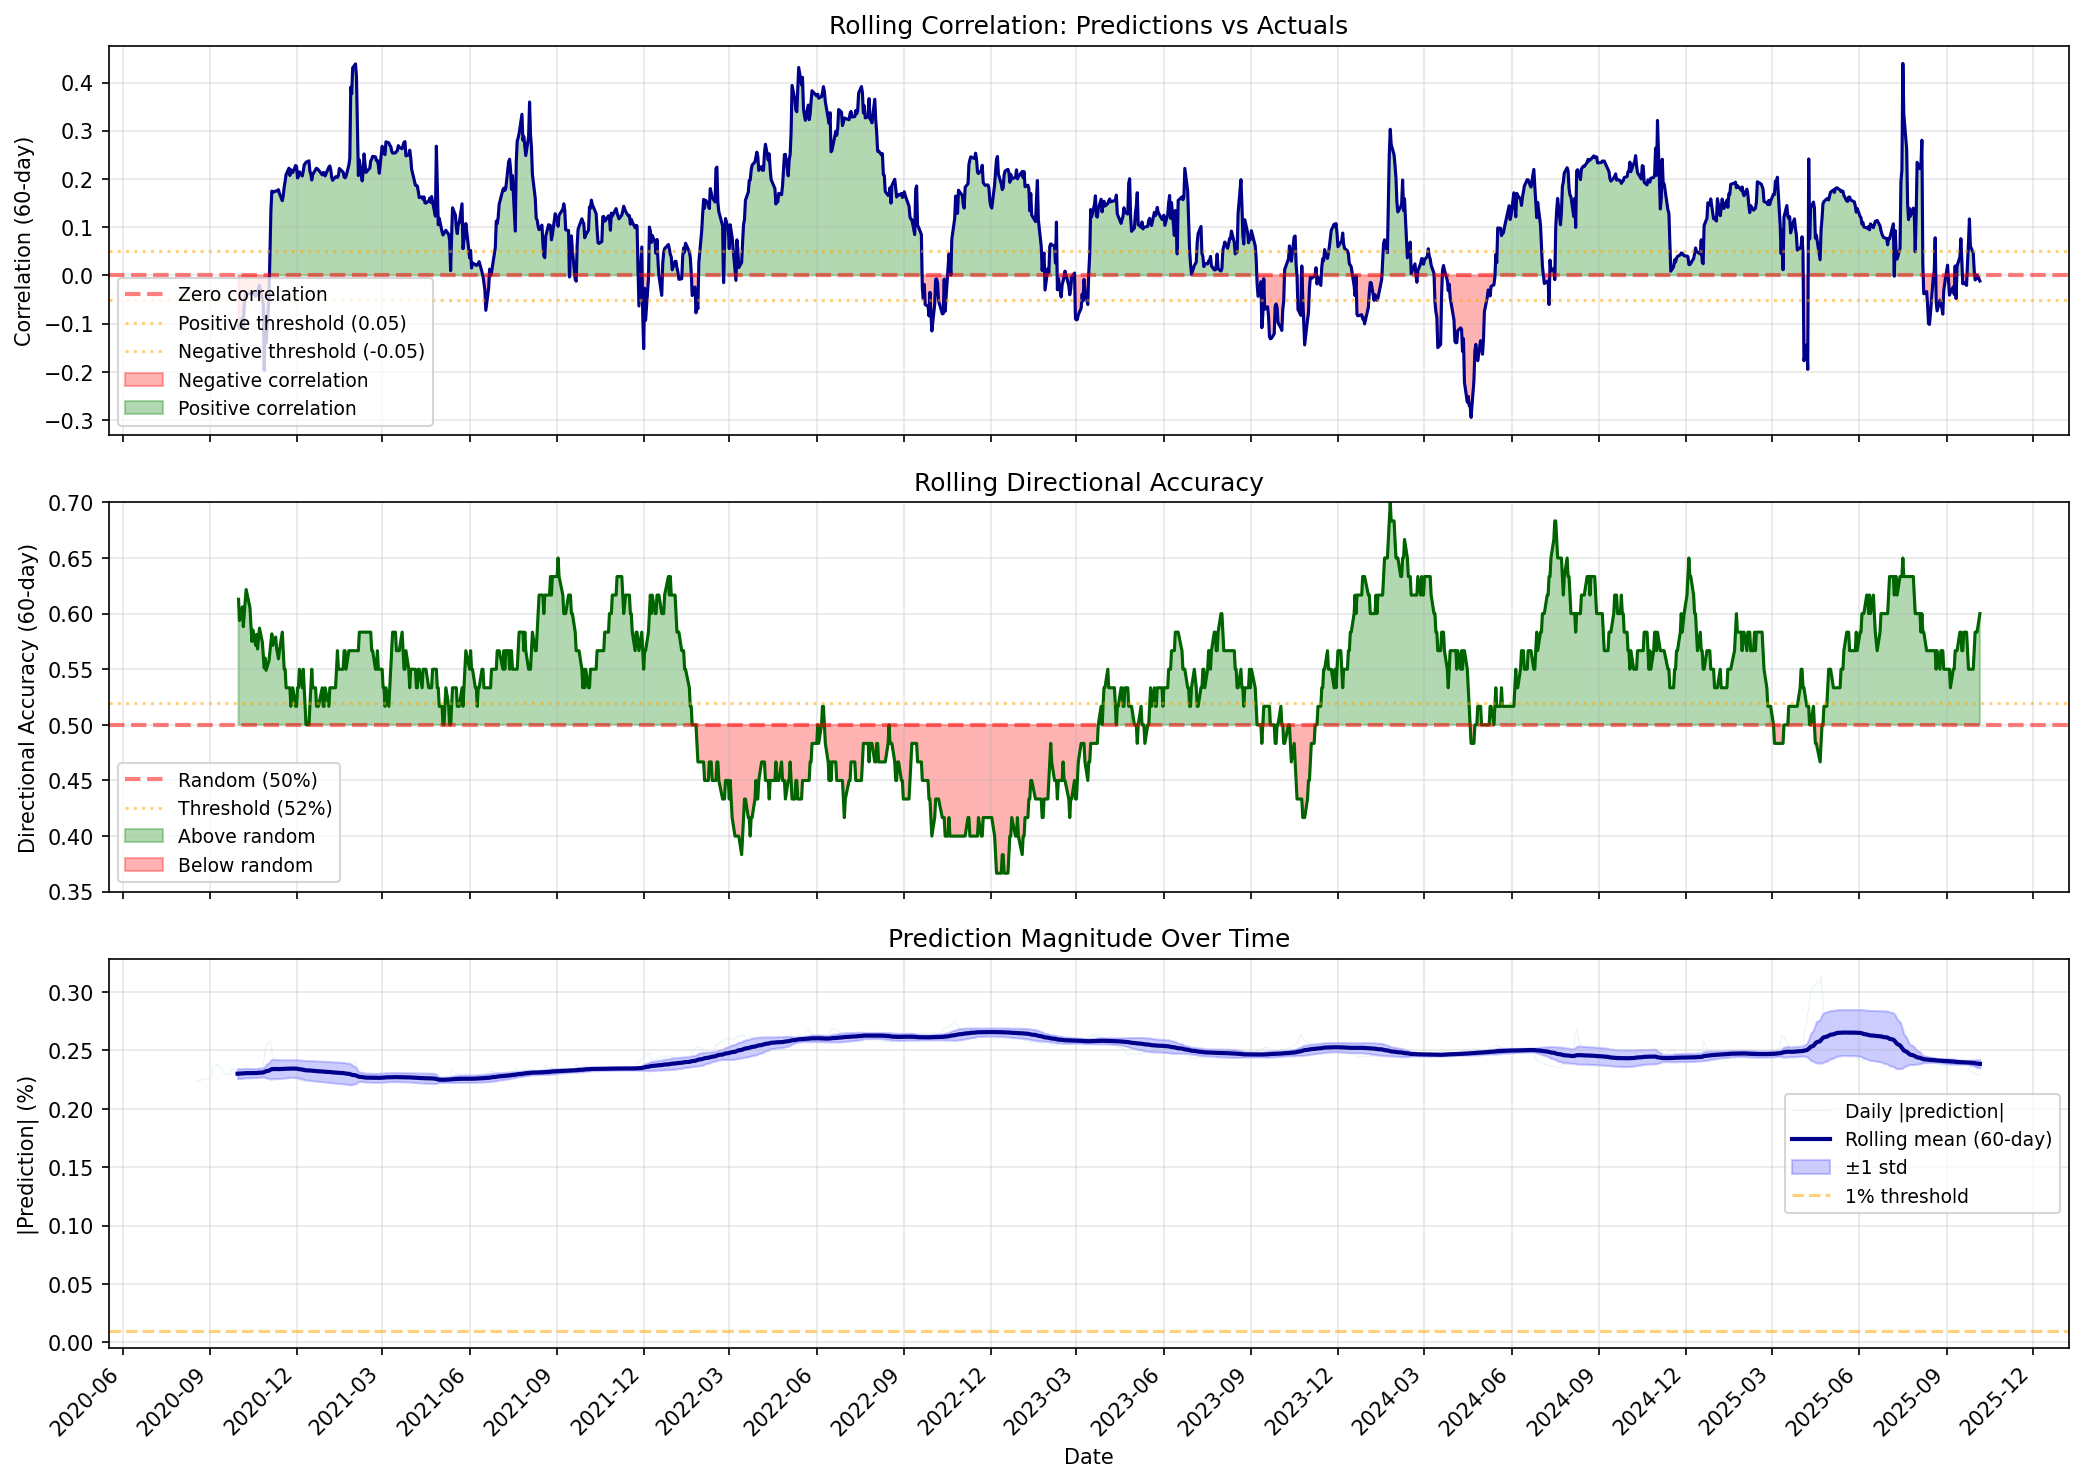 Rolling Correlation: Predictions vs Actuals
Correlation (60-day)
0.4
0.3
0.2
0.1
0.0
−0.1
−0.2
−0.3
Zero correlation
Positive threshold (0.05)
Negative threshold (-0.05)
Negative correlation
Positive correlation
Rolling Directional Accuracy
Directional Accuracy (60-day)
0.70
0.65
0.60
0.55
0.50
0.45
0.40
0.35
Random (50%)
Threshold (52%)
Above random
Below random
Prediction Magnitude Over Time
|Prediction| (%)
0.30
0.25
0.20
0.15
0.10
0.05
0.00
Daily |prediction|
Rolling mean (60-day)
±1 std
1% threshold
2020-06
2020-09
2020-12
2021-03
2021-06
2021-09
2021-12
2022-03
2022-06
2022-09
2022-12
2023-03
2023-06
2023-09
2023-12
2024-03
2024-06
2024-09
2024-12
2025-03
2025-06
2025-09
2025-12
Date